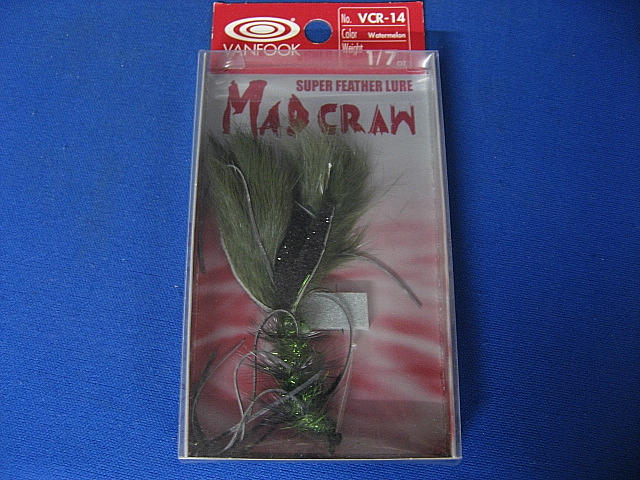 VANFOOK
No. VCR-14
Color Watermelon
Weight 1/7 oz
SUPER FEATHER LURE
MAD CRAW